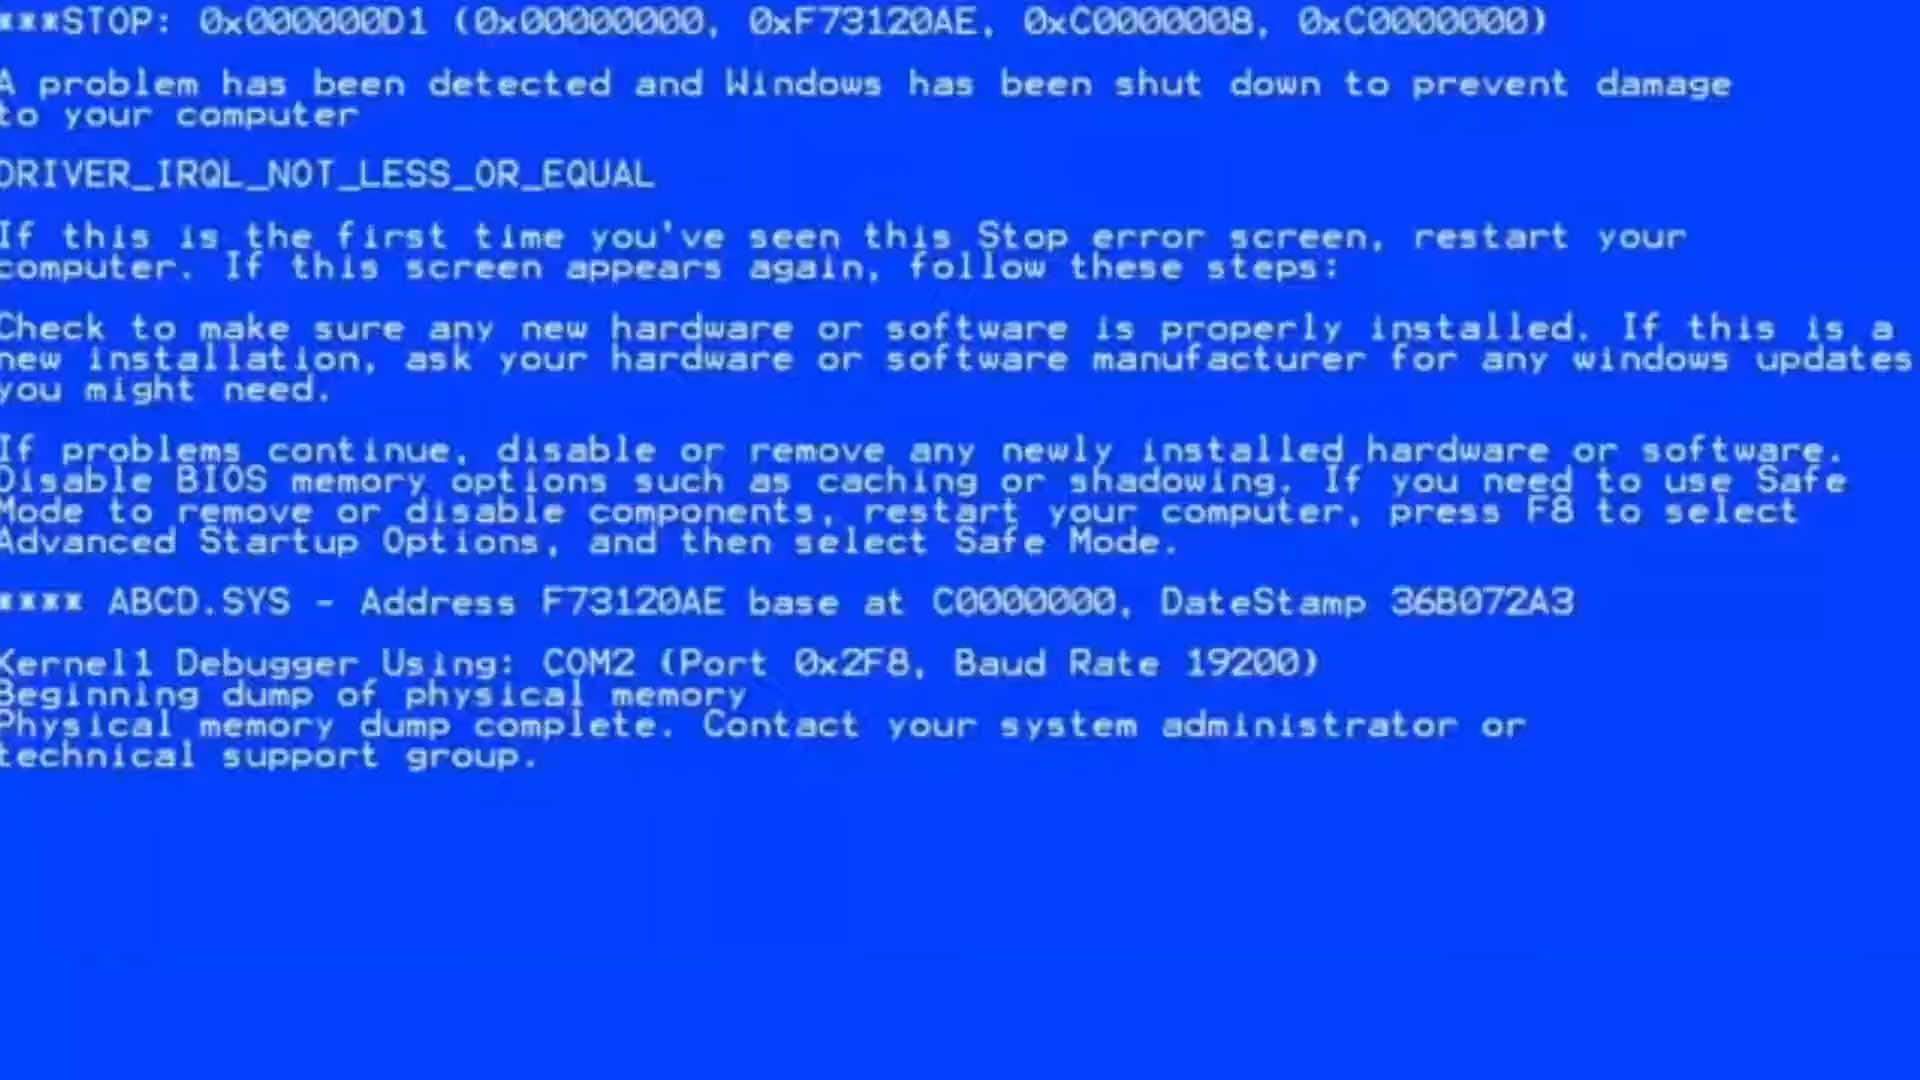 ***STOP: 0x000000D1 (0x00000000, 0xF73120AE, 0xC0000008, 0xC0000000)
A problem has been detected and Windows has been shut down to prevent damage
to your computer
DRIVER_IRQL_NOT_LESS_OR_EQUAL
If this is the first time you've seen this Stop error screen, restart your
computer. If this screen appears again, follow these steps:
Check to make sure any new hardware or software is properly installed. If this is a
new installation, ask your hardware or software manufacturer for any windows updates
you might need.
If problems continue, disable or remove any newly installed hardware or software.
Disable BIOS memory options such as caching or shadowing. If you need to use Safe
Mode to remove or disable components, restart your computer, press F8 to select
Advanced Startup Options, and then select Safe Mode.
**** ABCD.SYS - Address F73120AE base at C0000000, DateStamp 36B072A3
Kernel1 Debugger Using: COM2 (Port 0x2F8, Baud Rate 19200)
Beginning dump of physical memory
Physical memory dump complete. Contact your system administrator or
technical support group.